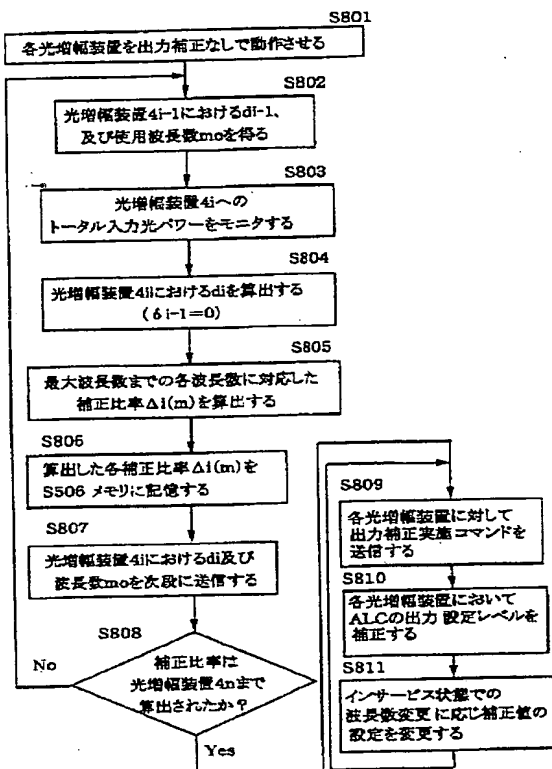 S801
各光増幅装置を出力補正なしで動作させる
S802
光増幅装置4i-1におけるdi-1、
及び使用波長数moを得る
S803
光増幅装置4iへの
トータル入力光パワーをモニタする
S804
光増幅装置4iにおけるdiを算出する
(δi-1=0)
S805
最大波長数までの各波長数に対応した
補正比率Δi(m)を算出する
S806
算出した各補正比率Δi(m)を
S506 メモリに記憶する
S807
光増幅装置4iにおけるdi及び
波長数moを次段に送信する
S808
補正比率は
光増幅装置4nまで
算出されたか?
No
Yes
S809
各光増幅装置に対して
出力補正実施コマンドを
送信する
S810
各光増幅装置において
ALCの出力 設定レベルを
補正する
S811
インサービス状態での
波長数変更に応じ補正値の
設定を変更する